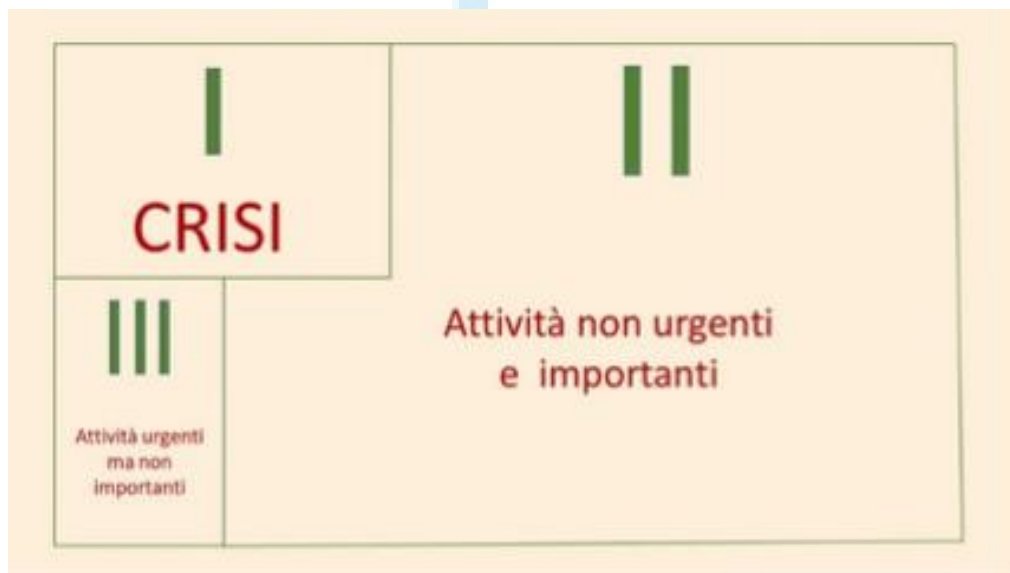 I
CRISI
II
Attività non urgenti
e importanti
III
Attività urgenti
ma non
importanti